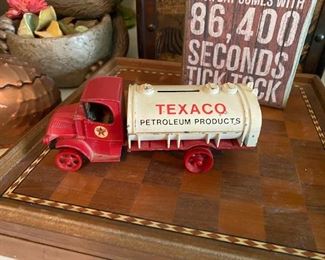 COMES WITH
86,400
SECONDS
TICK TOCK
TEXACO
PETROLEUM PRODUCTS